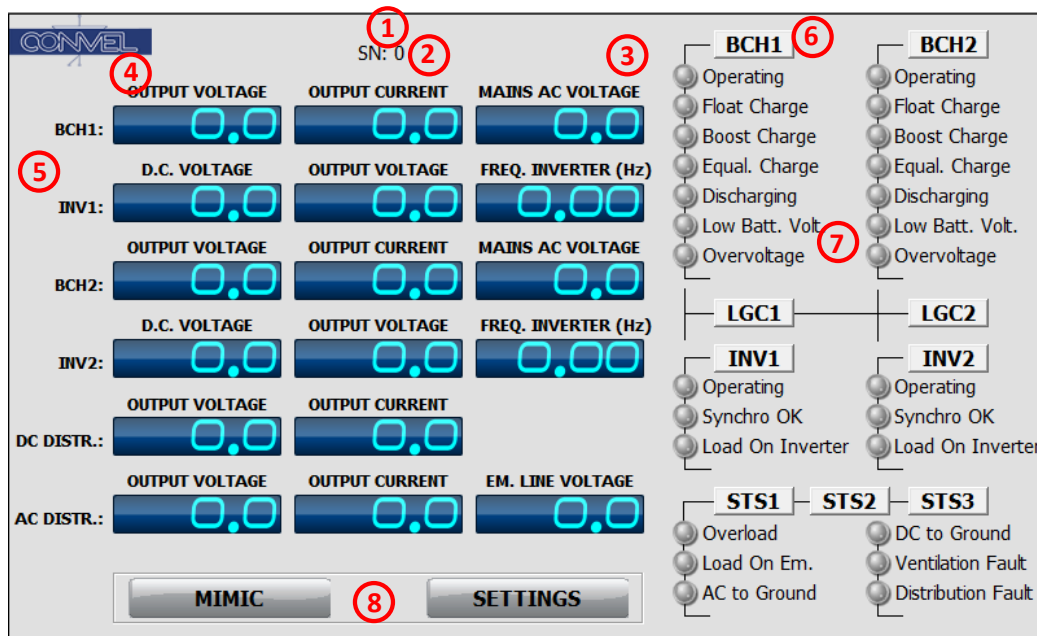 CONVEL
1
SN: 0
2
3
4
OUTPUT VOLTAGE OUTPUT CURRENT MAINS AC VOLTAGE
BCH1: 0.0 0.0 0.0
5
D.C. VOLTAGE OUTPUT VOLTAGE FREQ. INVERTER (Hz)
INV1: 0.0 0.0 0.00
OUTPUT VOLTAGE OUTPUT CURRENT MAINS AC VOLTAGE
BCH2: 0.0 0.0 0.0
D.C. VOLTAGE OUTPUT VOLTAGE FREQ. INVERTER (Hz)
INV2: 0.0 0.0 0.00
OUTPUT VOLTAGE OUTPUT CURRENT
DC DISTR.: 0.0 0.0
OUTPUT VOLTAGE OUTPUT CURRENT EM. LINE VOLTAGE
AC DISTR.: 0.0 0.0 0.0
MIMIC 8 SETTINGS
BCH1 6 BCH2
Operating Operating
Float Charge Float Charge
Boost Charge Boost Charge
Equal. Charge Equal. Charge
Discharging Discharging
Low Batt. Volt. Low Batt. Volt.
7
Overvoltage Overvoltage
LGC1 LGC2
INV1 INV2
Operating Operating
Synchro OK Synchro OK
Load On Inverter Load On Inverter
STS1 STS2 STS3
Overload DC to Ground
Load On Em. Ventilation Fault
AC to Ground Distribution Fault